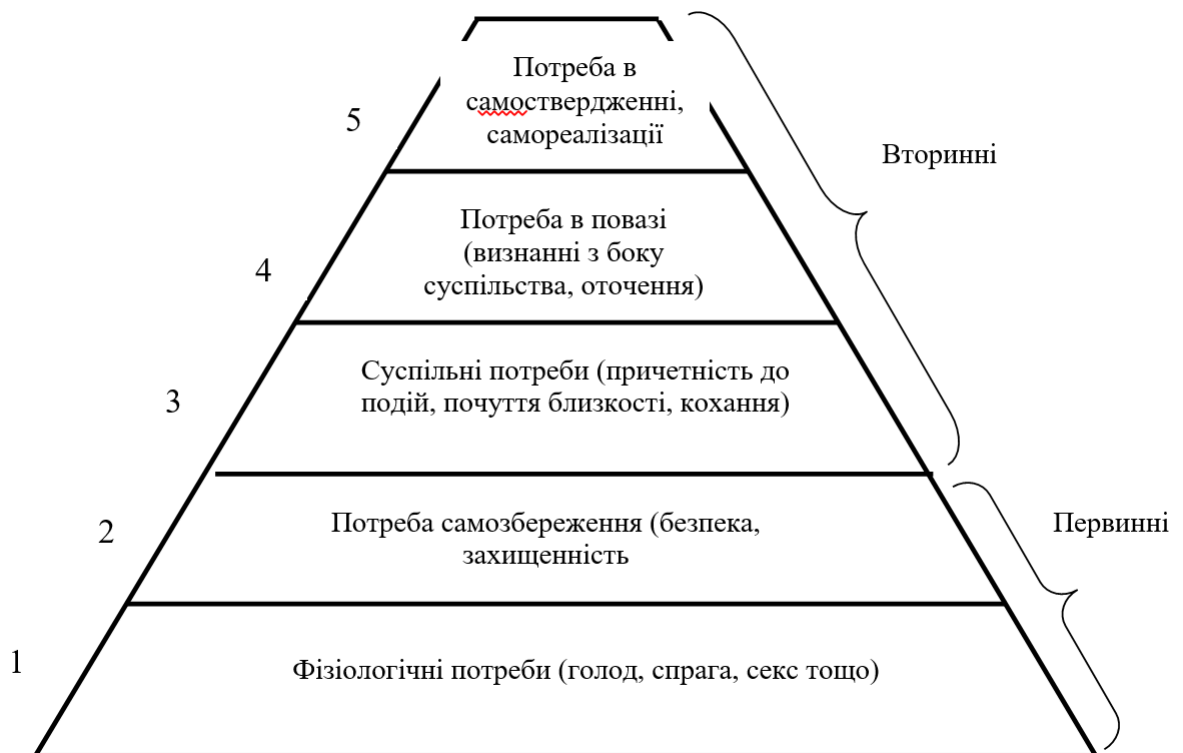 Потреба в
самоствердженні,
самореалізації
5
Вторинні
Потреба в повазі
(визнанні з боку
суспільства, оточення)
4
Суспільні потреби (причетність до
подій, почуття близкості, кохання)
3
Потреба самозбереження (безпека,
захищенність
2
Первинні
Фізіологічні потреби (голод, спрага, секс тощо)
1